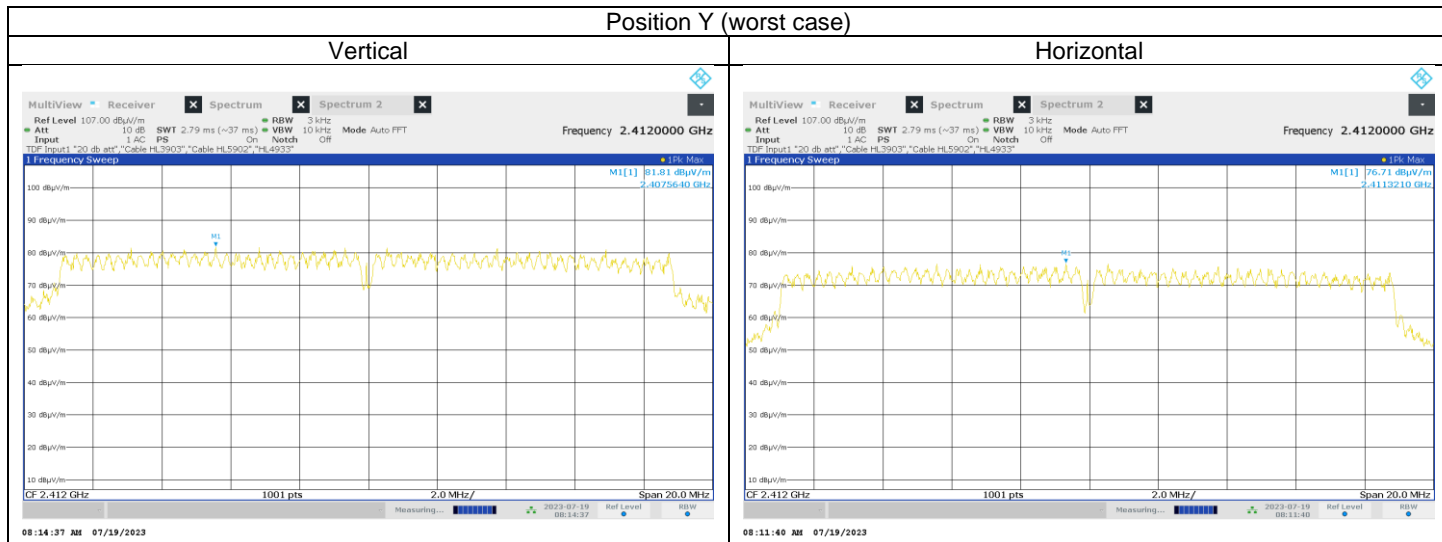 Position Y (worst case)
Vertical
Horizontal
MultiView Receiver Spectrum Spectrum 2
Ref Level 107.00 dBµV/m RBW 3 kHz
Att 10 dB SWT 2.79 ms (~37 ms) VBW 10 kHz Mode Auto FFT Frequency 2.4120000 GHz
Input 1 AC PS On Notch Off
TDF Input1 "20 db att","Cable HL3903","Cable HL5902","HL4933"
1 Frequency Sweep 1Pk Max
M1[1] 81.81 dBµV/m
2.4075640 GHz
100 dBµV/m
90 dBµV/m
M1
80 dBµV/m
70 dBµV/m
60 dBµV/m
50 dBµV/m
40 dBµV/m
30 dBµV/m
20 dBµV/m
10 dBµV/m
CF 2.412 GHz 1001 pts 2.0 MHz/ Span 20.0 MHz
Measuring... 2023-07-19 Ref Level RBW
08:14:37
08:14:37 AM 07/19/2023
MultiView Receiver Spectrum Spectrum 2
Ref Level 107.00 dBµV/m RBW 3 kHz
Att 10 dB SWT 2.79 ms (~37 ms) VBW 10 kHz Mode Auto FFT Frequency 2.4120000 GHz
Input 1 AC PS On Notch Off
TDF Input1 "20 db att","Cable HL3903","Cable HL5902","HL4933"
1 Frequency Sweep 1Pk Max
M1[1] 76.71 dBµV/m
2.4113210 GHz
100 dBµV/m
90 dBµV/m
80 dBµV/m
M1
70 dBµV/m
60 dBµV/m
50 dBµV/m
40 dBµV/m
30 dBµV/m
20 dBµV/m
10 dBµV/m
CF 2.412 GHz 1001 pts 2.0 MHz/ Span 20.0 MHz
Measuring... 2023-07-19 Ref Level RBW
08:11:40
08:11:40 AM 07/19/2023